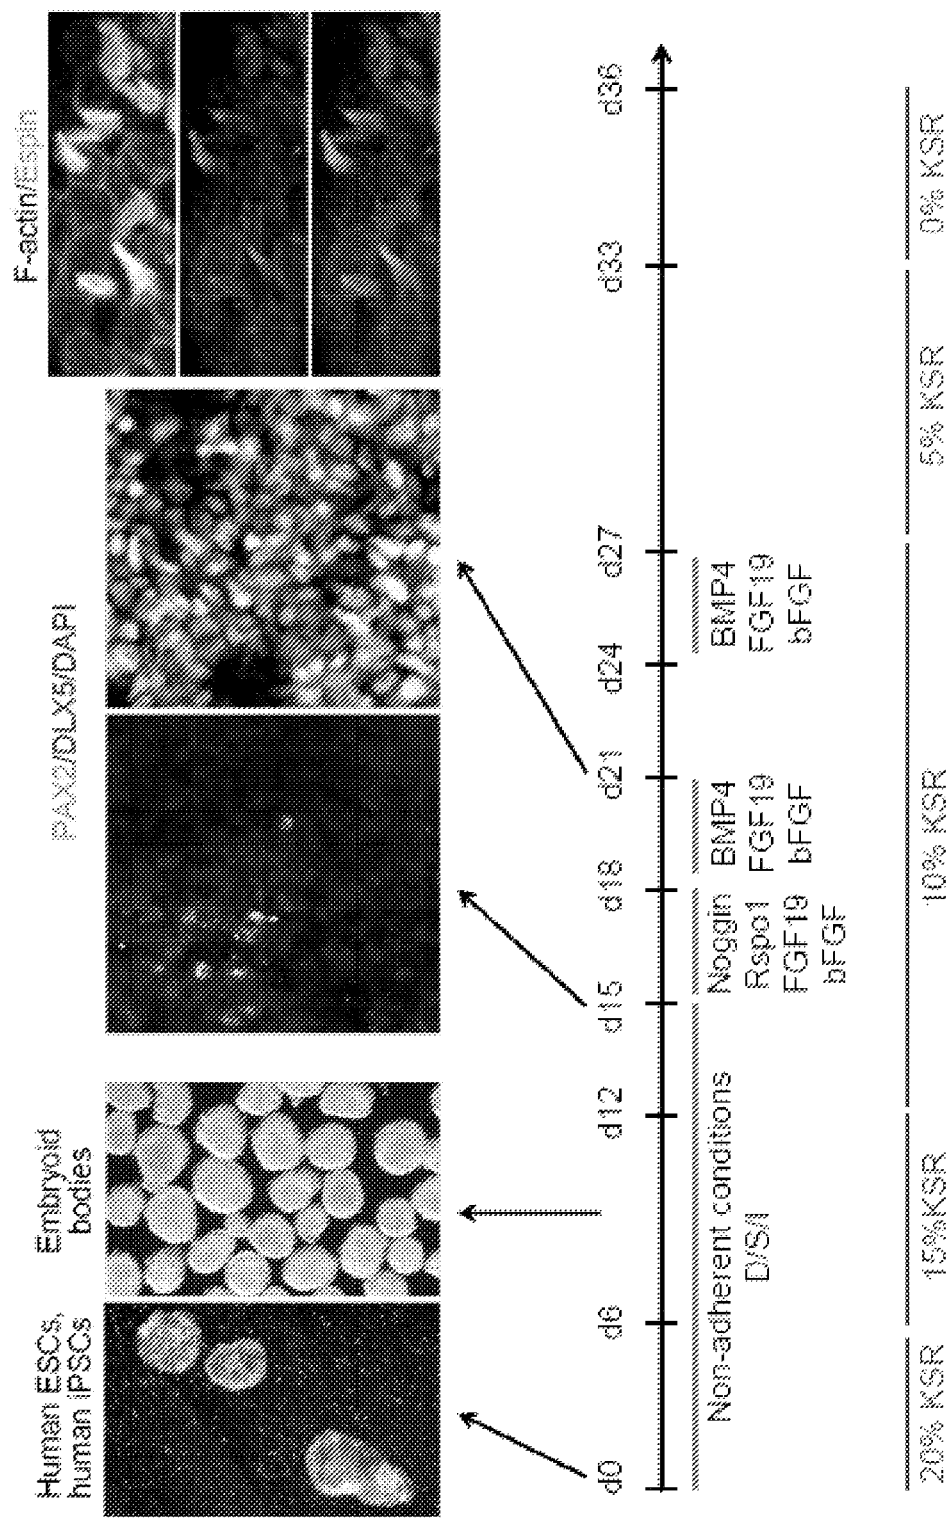 Human ESCs,
human iPSCs
Embryoid
bodies
PAX2/DLX5/DAPI
F-actin/Espin
d0
d6
d12
d15
d18
d21
d24
d27
d33
d36
Non-adherent conditions
D/S/I
Noggin
Rspo1
FGF19
bFGF
BMP4
FGF19
bFGF
BMP4
FGF19
bFGF
20% KSR
15%KSR
10% KSR
5% KSR
0% KSR